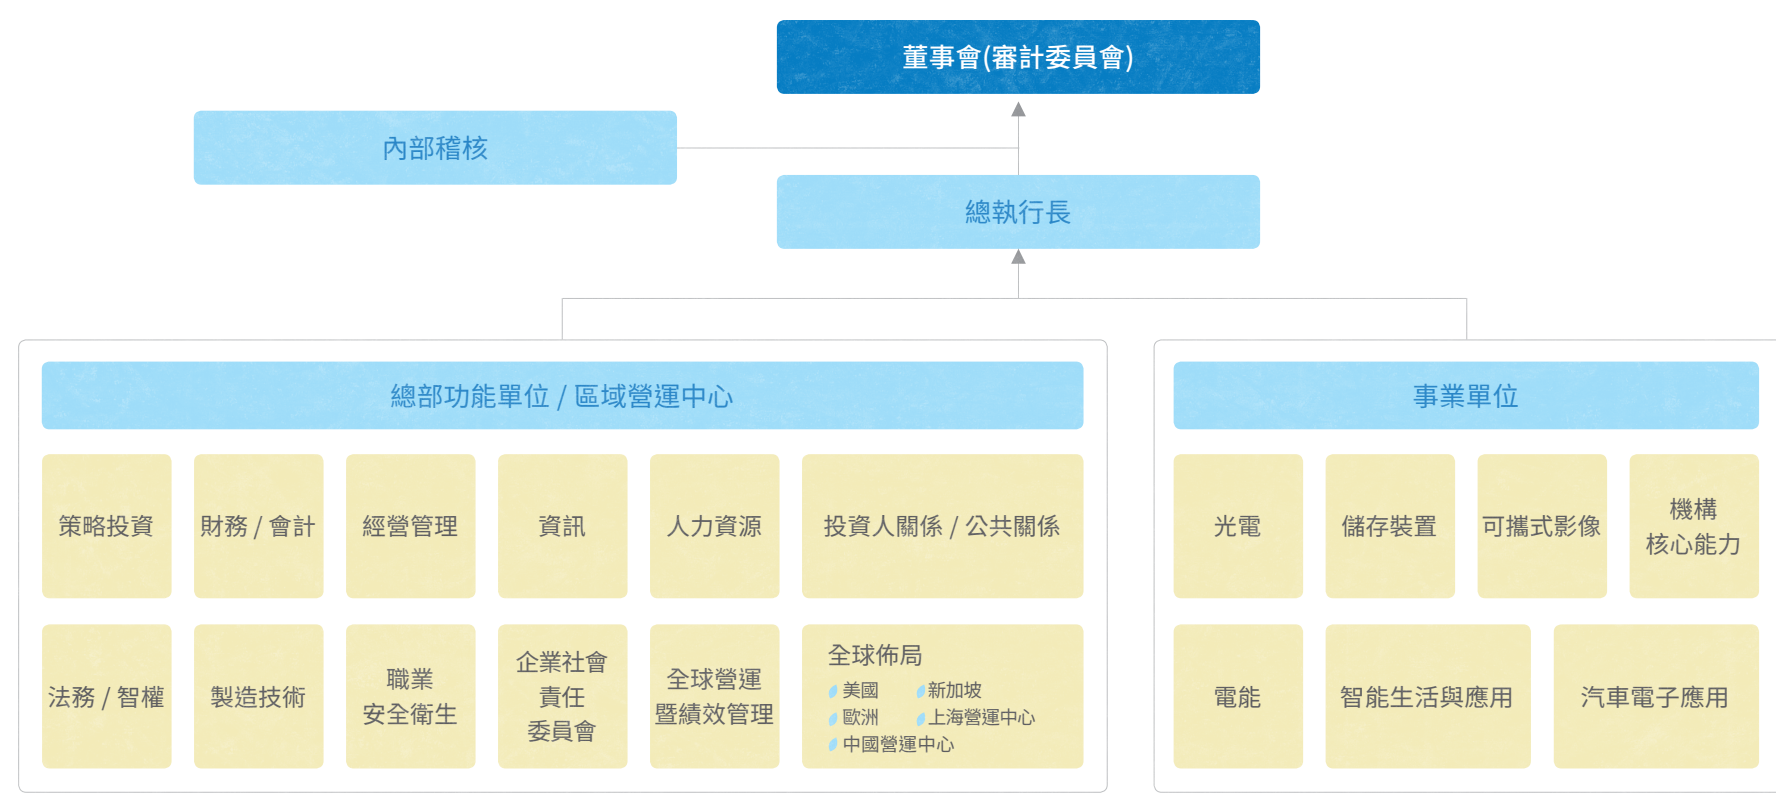 董事會(審計委員會)
內部稽核
總執行長
總部功能單位 / 區域營運中心
策略投資
財務 / 會計
經營管理
資訊
人力資源
投資人關係 / 公共關係
法務 / 智權
製造技術
職業
安全衛生
企業社會
責任
委員會
全球營運
暨績效管理
全球佈局
美國
新加坡
歐洲
上海營運中心
中國營運中心
事業單位
光電
儲存裝置
可攜式影像
機構
核心能力
電能
智能生活與應用
汽車電子應用